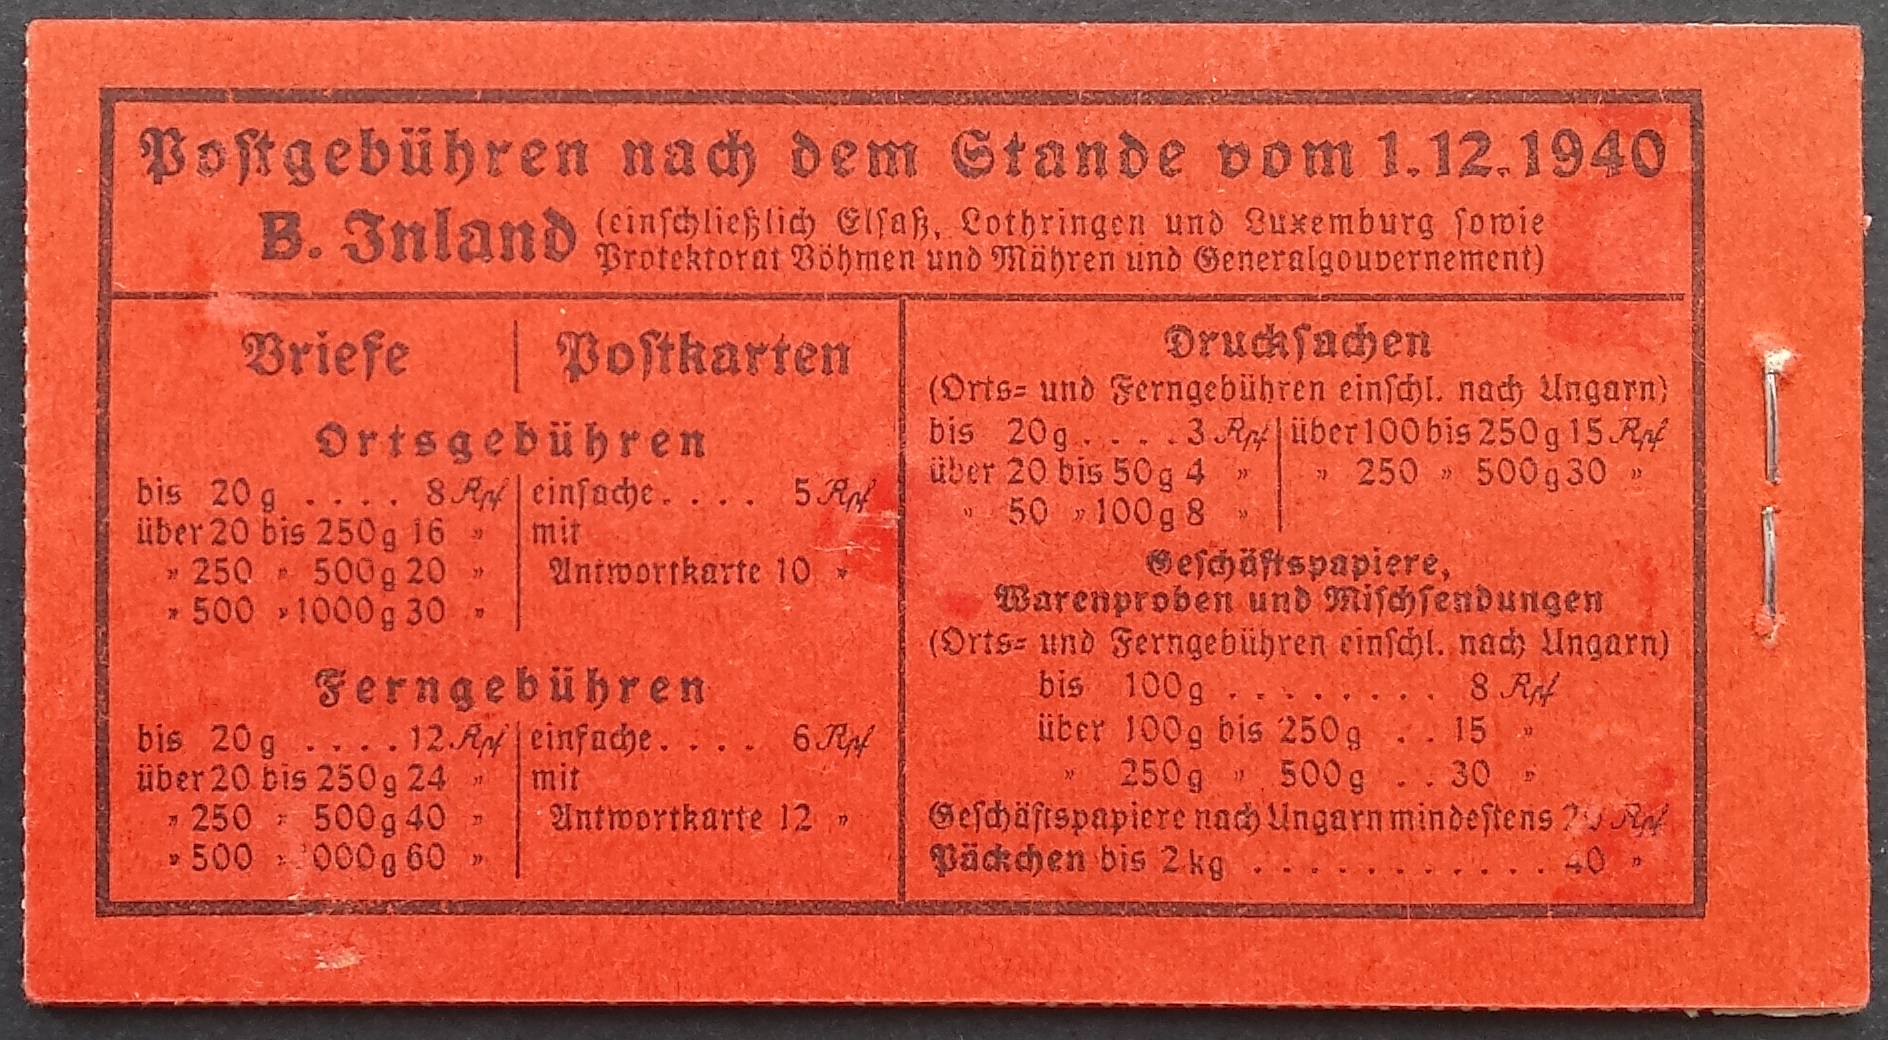 Postgebühren nach dem Stande vom 1.12.1940
B. Inland (einschließlich Elsaß, Lothringen und Luxemburg sowie
Protektorat Böhmen und Mähren und Generalgouvernement)
Briefe | Postkarten
Ortsgebühren
bis 20 g . . . . 8 Rpf | einfache . . . . 5 Rpf
über 20 bis 250 g 16 " | mit
" 250 " 500 g 20 " | Antwortkarte 10 "
" 500 " 1000 g 30 "
Ferngebühren
bis 20 g . . . . 12 Rpf | einfache . . . . 6 Rpf
über 20 bis 250 g 24 " | mit
" 250 " 500 g 40 " | Antwortkarte 12 "
" 500 " 000 g 60 "
Drucksachen
(Orts= und Ferngebühren einschl. nach Ungarn)
bis 20 g . . . . 3 Rpf | über 100 bis 250 g 15 Rpf
über 20 bis 50 g 4 " | " 250 " 500 g 30 "
" 50 " 100 g 8 "
Geschäftspapiere,
Warenproben und Mischsendungen
(Orts= und Ferngebühren einschl. nach Ungarn)
bis 100 g . . . . . . . . 8 Rpf
über 100 g bis 250 g . . 15 "
" 250 g " 500 g . . 30 "
Geschäftspapiere nach Ungarn mindestens Rpf
Päckchen bis 2 kg . . . . . . . . . . . . 40 "